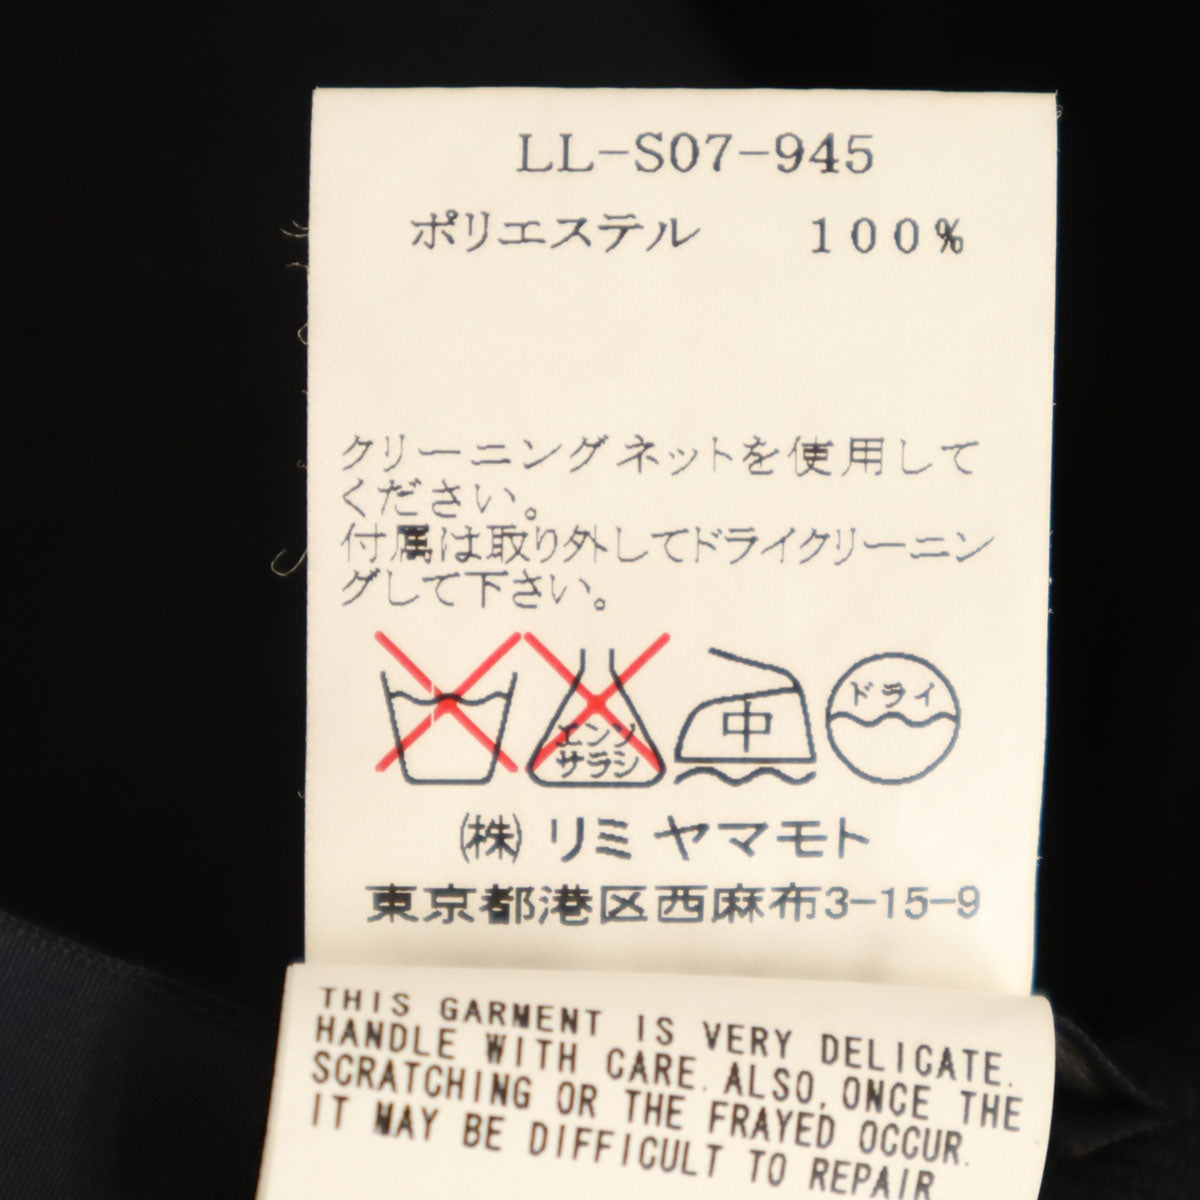 LL-S07-945
ポリエステル 100%
クリーニングネットを使用して
ください。
付属は取り外してドライクリーニン
グして下さい。
エンソ
サラシ
中
ドライ
㈱ リミ ヤマモト
東京都港区西麻布3-15-9
THIS GARMENT IS VERY DELICATE.
HANDLE WITH CARE. ALSO, ONCE THE
SCRATCHING OR THE FRAYED OCCUR.
IT MAY BE DIFFICULT TO REPAIR